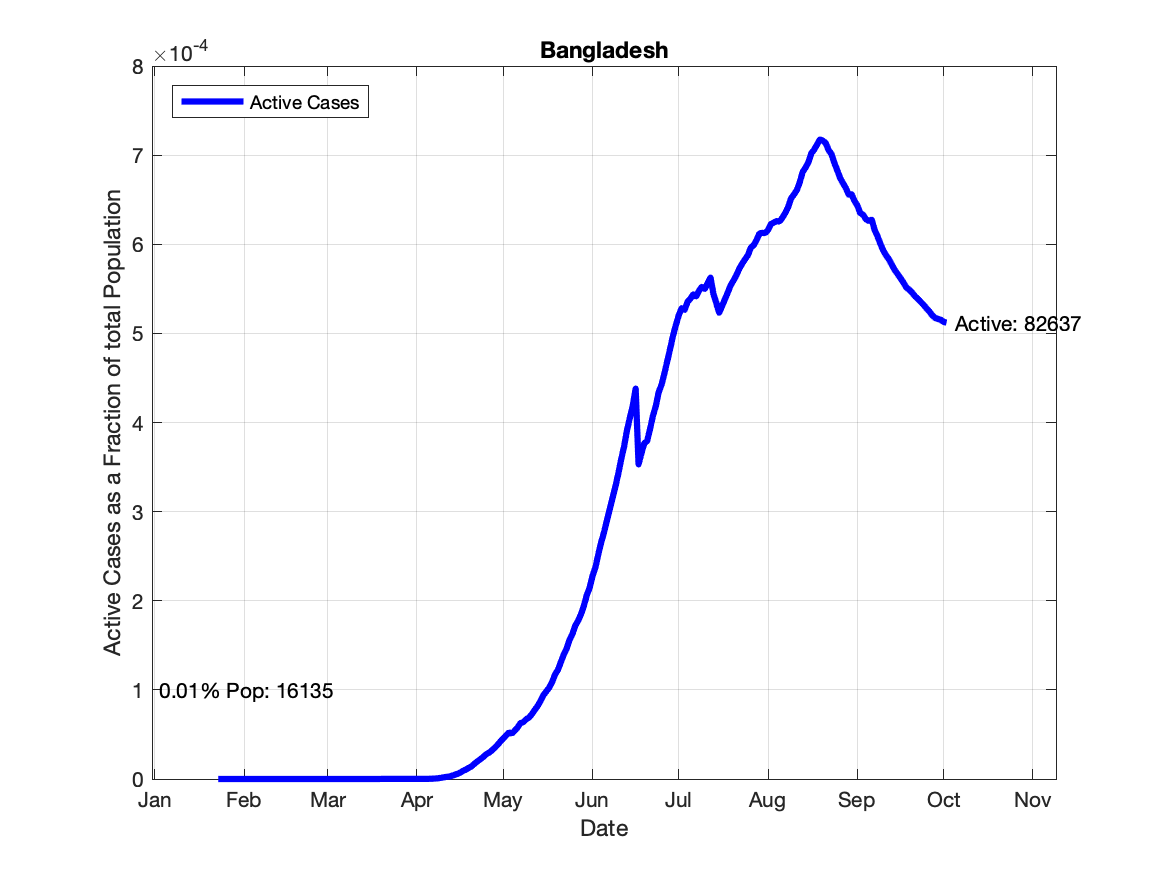 Bangladesh
×10-4
8
7
6
5
4
3
2
1
0
Active Cases
Active: 82637
0.01% Pop: 16135
Active Cases as a Fraction of total Population
Jan Feb Mar Apr May Jun Jul Aug Sep Oct Nov
Date